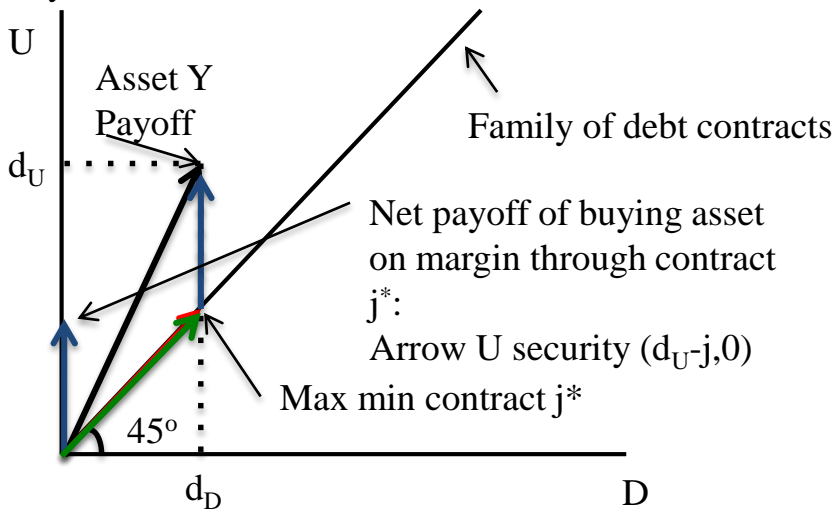 U
Asset Y
Payoff
Family of debt contracts
d_U
Net payoff of buying asset
on margin through contract
j*:
Arrow U security (d_U-j,0)
Max min contract j*
45°
d_D
D